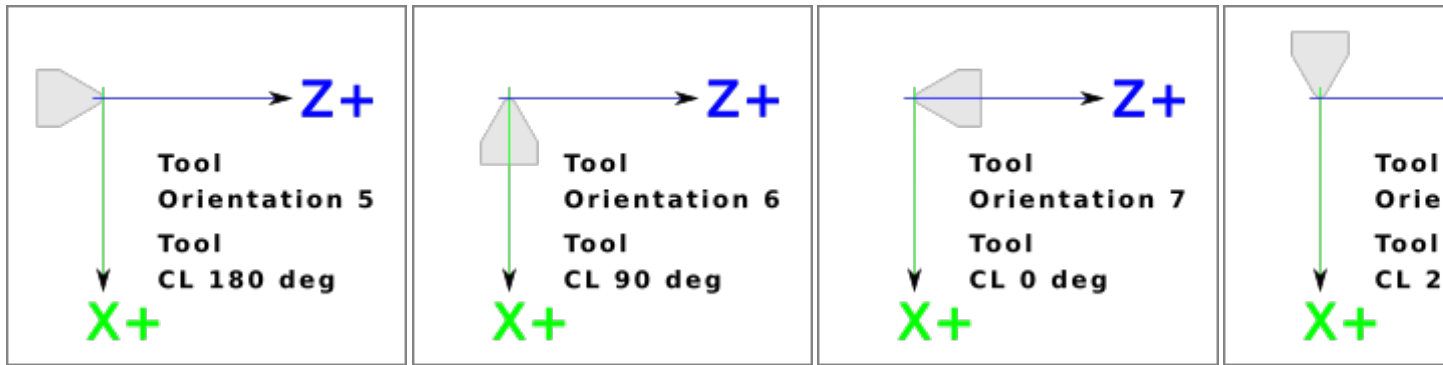 Z+
Tool
Orientation 5
Tool
CL 180 deg
X+
Z+
Tool
Orientation 6
Tool
CL 90 deg
X+
Z+
Tool
Orientation 7
Tool
CL 0 deg
X+
Tool
Tool
CL
X+